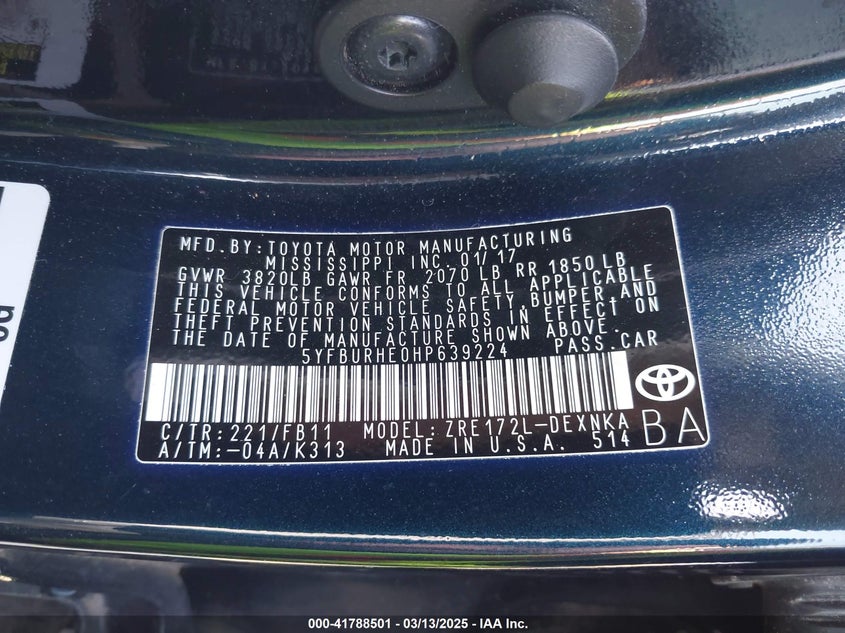 MFD. BY: TOYOTA MOTOR MANUFACTURING
MISSISSIPPI INC. 01/17
GVWR 3820LB GAWR FR 2070 LB RR 1850 LB
THIS VEHICLE CONFORMS TO ALL APPLICABLE
FEDERAL MOTOR VEHICLE SAFETY, BUMPER, AND
THEFT PREVENTION STANDARDS IN EFFECT ON
THE DATE OF MANUFACTURE SHOWN ABOVE.
5YFBURHE0HP639224 PASS.CAR
C/TR:221/FB11 MODEL: ZRE172L-DEXNKA
A/TM:-04A/K313 MADE IN U.S.A. 514
BA
000-41788501 - 03/13/2025 - IAA Inc.